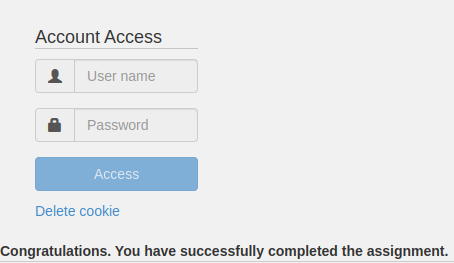 Account Access
User name
Password
Access
Delete cookie
Congratulations. You have successfully completed the assignment.